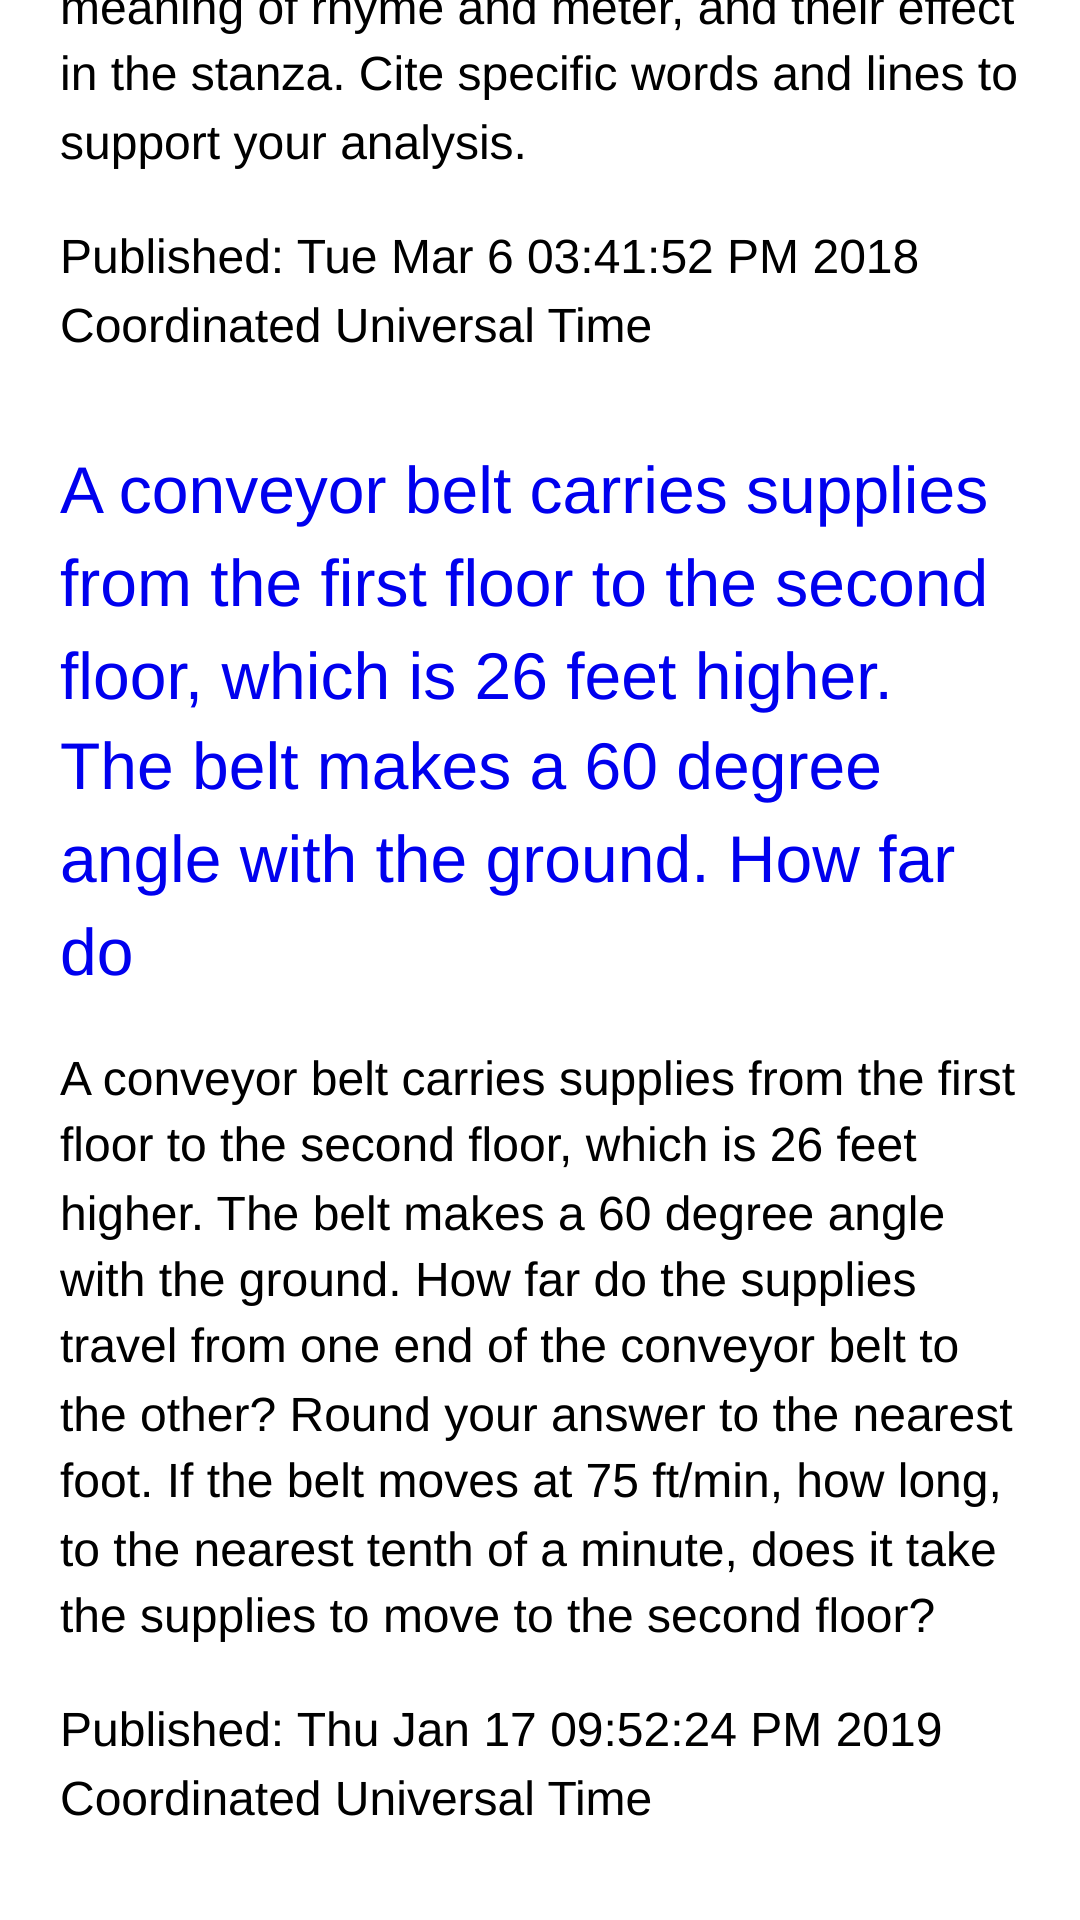 meaning of rhyme and meter, and their effect
in the stanza. Cite specific words and lines to
support your analysis.
Published: Tue Mar 6 03:41:52 PM 2018
Coordinated Universal Time
A conveyor belt carries supplies
from the first floor to the second
floor, which is 26 feet higher.
The belt makes a 60 degree
angle with the ground. How far
do
A conveyor belt carries supplies from the first
floor to the second floor, which is 26 feet
higher. The belt makes a 60 degree angle
with the ground. How far do the supplies
travel from one end of the conveyor belt to
the other? Round your answer to the nearest
foot. If the belt moves at 75 ft/min, how long,
to the nearest tenth of a minute, does it take
the supplies to move to the second floor?
Published: Thu Jan 17 09:52:24 PM 2019
Coordinated Universal Time